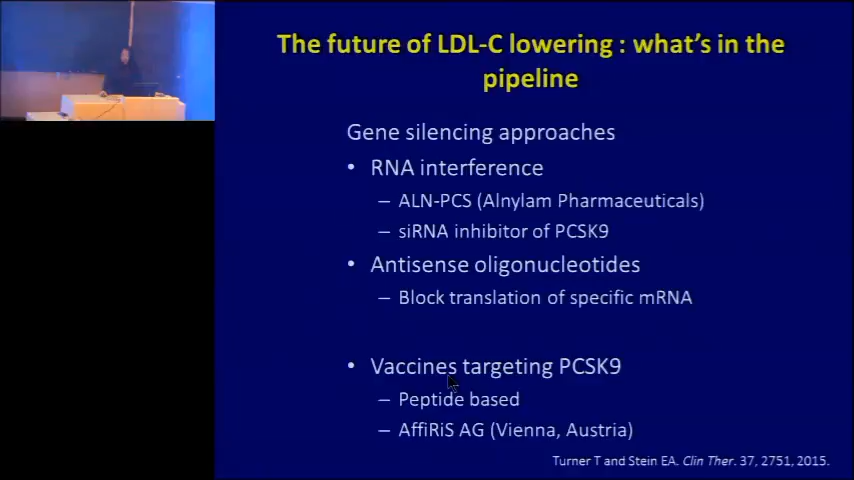 The future of LDL-C lowering : what's in the
pipeline
Gene silencing approaches
• RNA interference
– ALN-PCS (Alnylam Pharmaceuticals)
– siRNA inhibitor of PCSK9
• Antisense oligonucleotides
– Block translation of specific mRNA
• Vaccines targeting PCSK9
– Peptide based
– AffiRiS AG (Vienna, Austria)
Turner T and Stein EA. Clin Ther. 37, 2751, 2015.